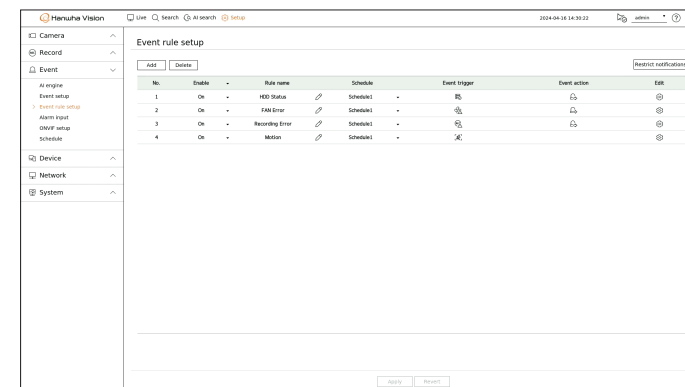 Hanwha Vision
Live Search AI search Setup 2024-04-16 14:30:22 admin
Camera
Record
Event
AI engine
Event setup
Event rule setup
Alarm input
ONVIF setup
Schedule
Device
Network
System
Event rule setup
Add Delete Restrict notifications
No. Enable Rule name Schedule Event trigger Event action Edit
1 On HDD Status Schedule1
2 On FAN Error Schedule1
3 On Recording Error Schedule1
4 On Motion Schedule1
Apply Revert